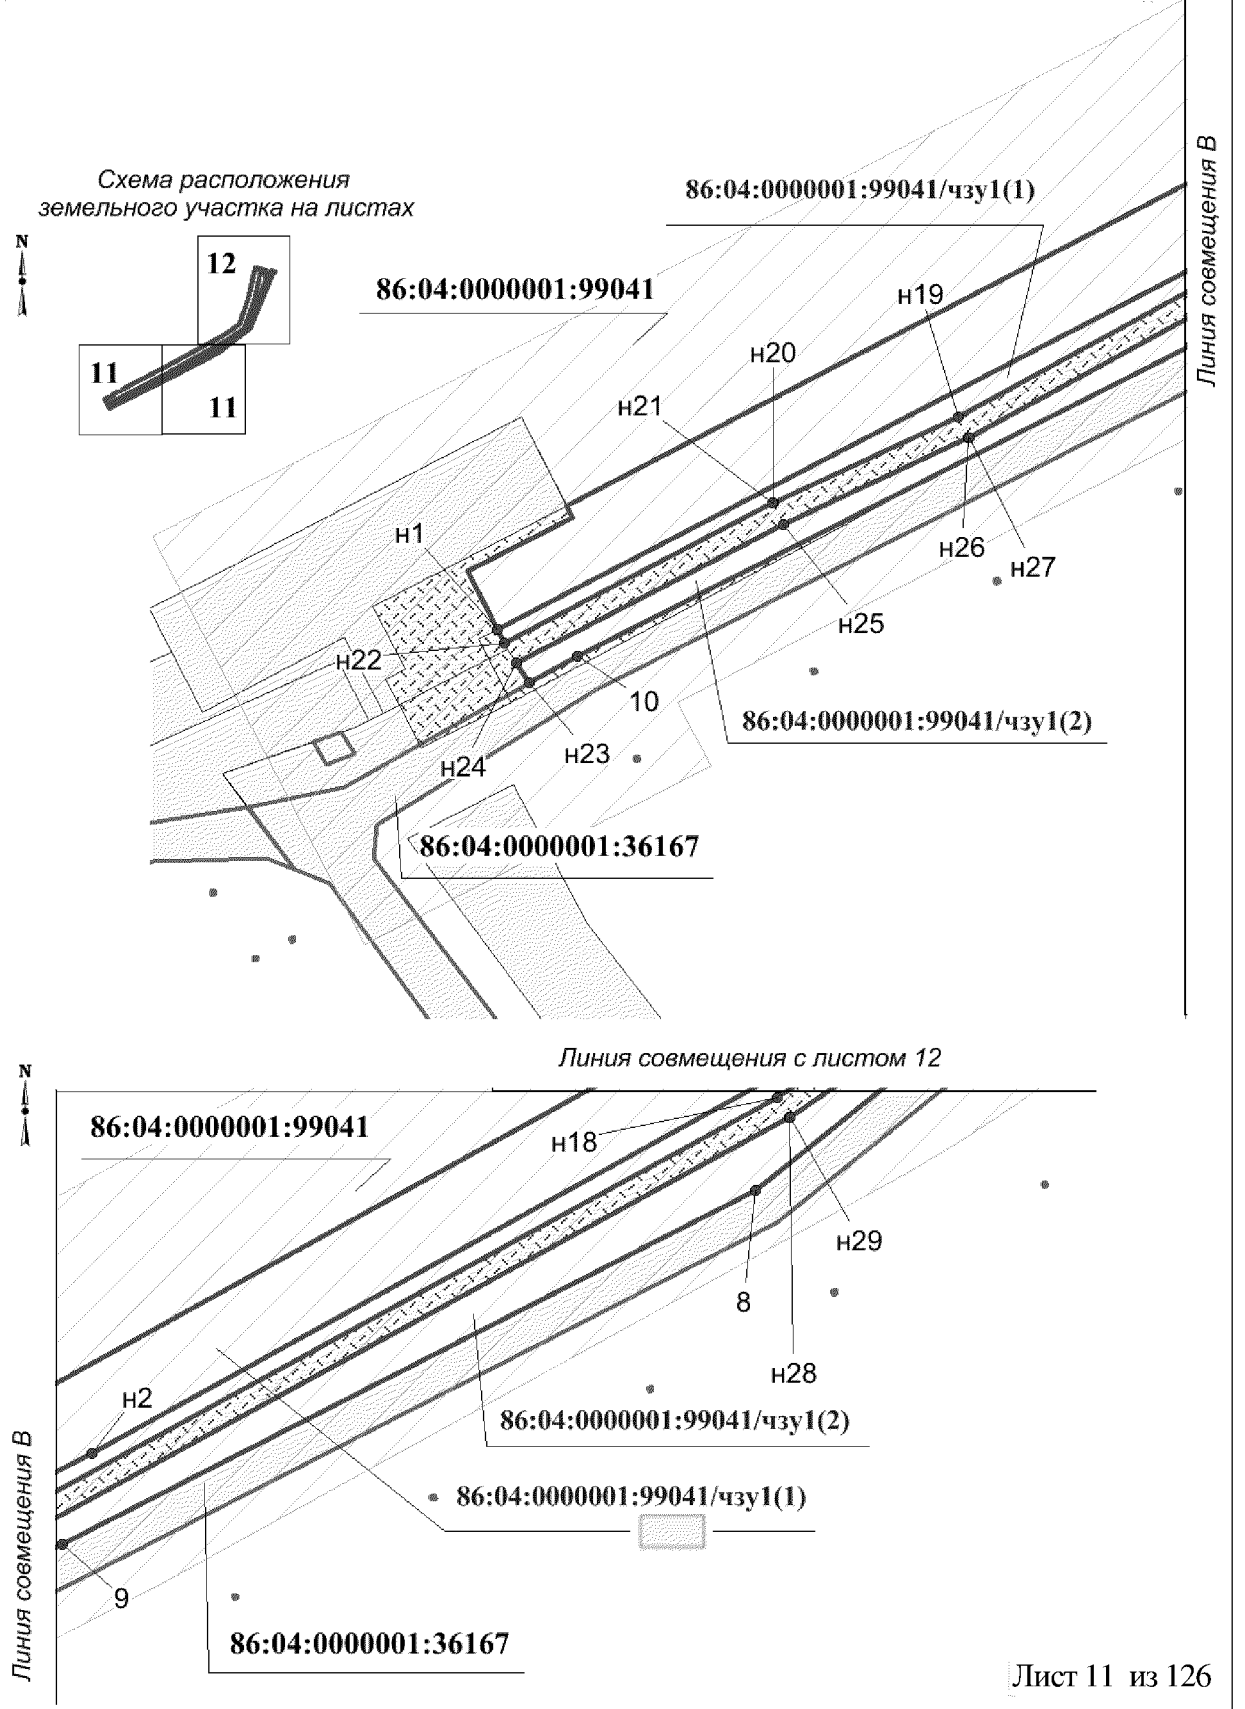 Схема расположения
земельного участка на листах
N
12
11
11
86:04:0000001:99041/чзу1(1)
86:04:0000001:99041
Линия совмещения В
н19
н20
н21
н1
н26
н27
н25
н22
10
86:04:0000001:99041/чзу1(2)
н23
н24
86:04:0000001:36167
Линия совмещения с листом 12
N
86:04:0000001:99041
н18
н29
8
н28
н2
86:04:0000001:99041/чзу1(2)
Линия совмещения В
86:04:0000001:99041/чзу1(1)
9
86:04:0000001:36167
Лист 11 из 126